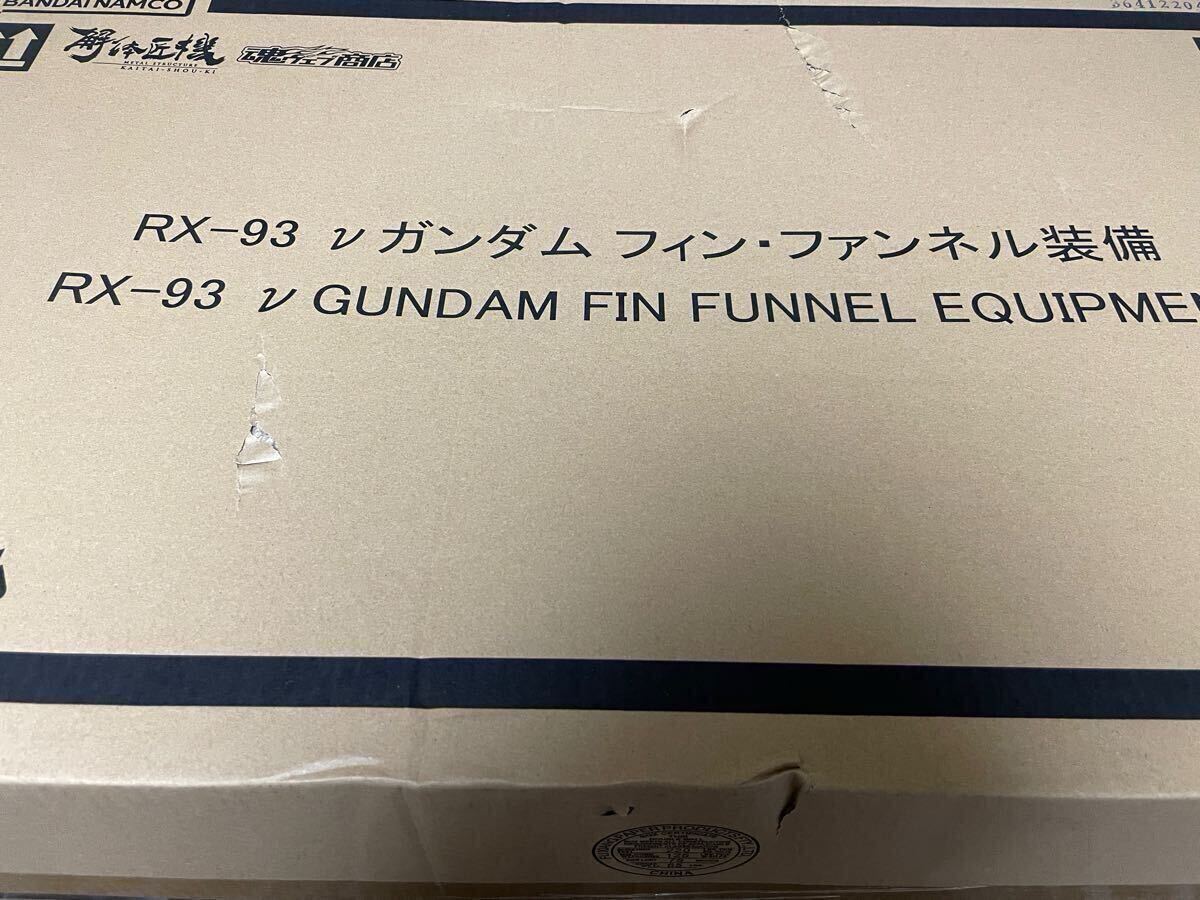 BANDAI NAMCO
解体匠機
METAL STRUCTURE
KAITAI-SHOU-KI
魂ウェブ商店
RX-93 ν ガンダム フィン・ファンネル装備
RX-93 ν GUNDAM FIN FUNNEL EQUIPMEN
CHINA